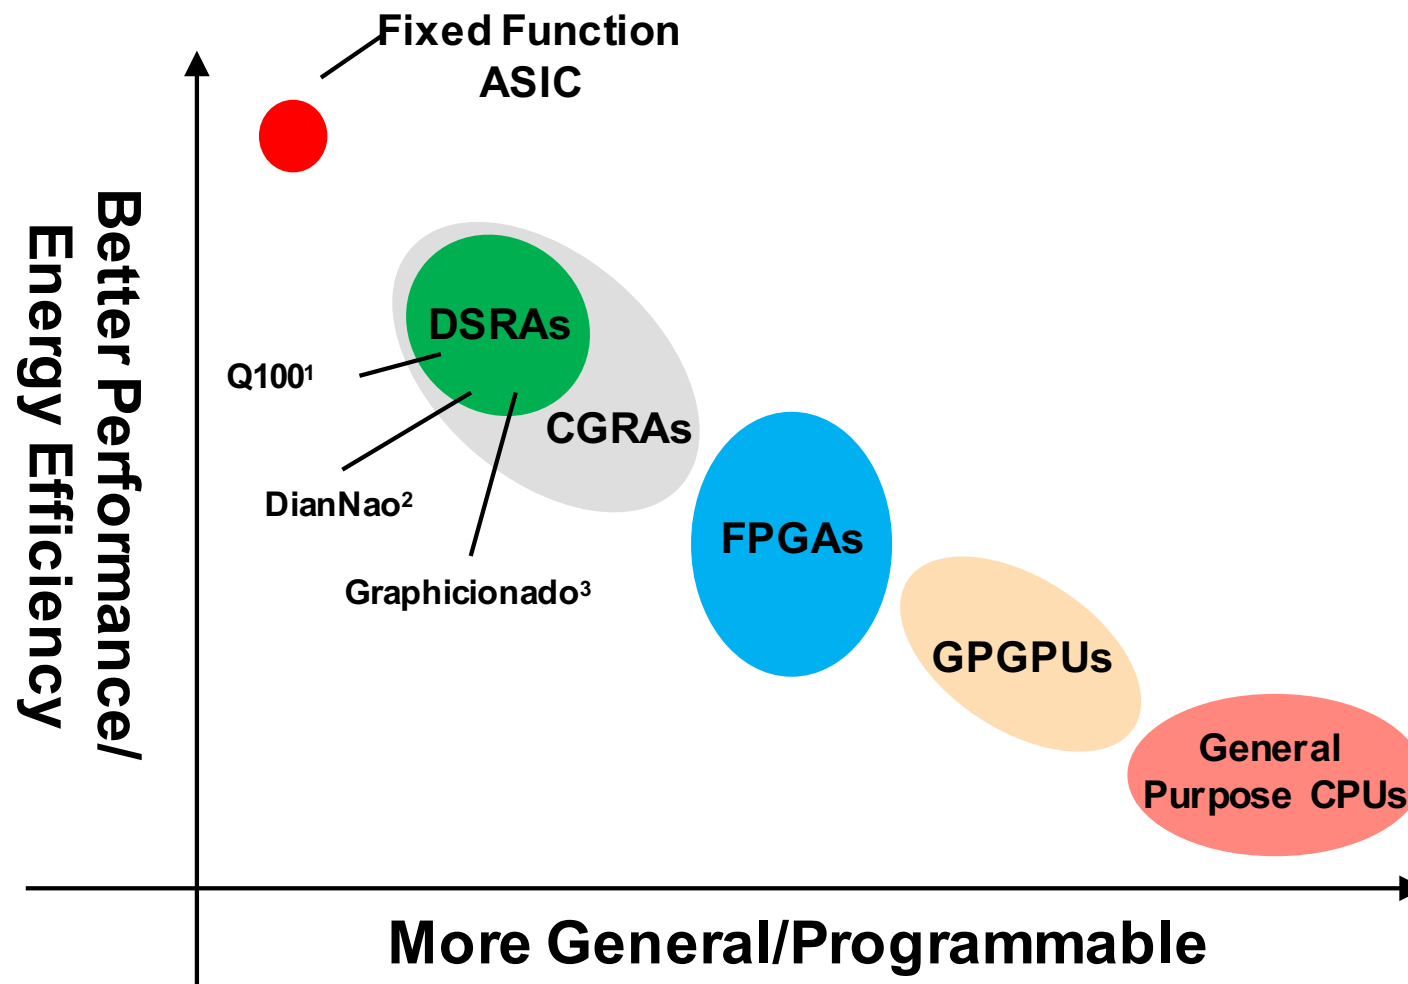 Fixed Function
ASIC
Better Performance/
Energy Efficiency
DSRAs
Q100¹
CGRAs
DianNao²
FPGAs
Graphicionado³
GPGPUs
General
Purpose CPUs
More General/Programmable